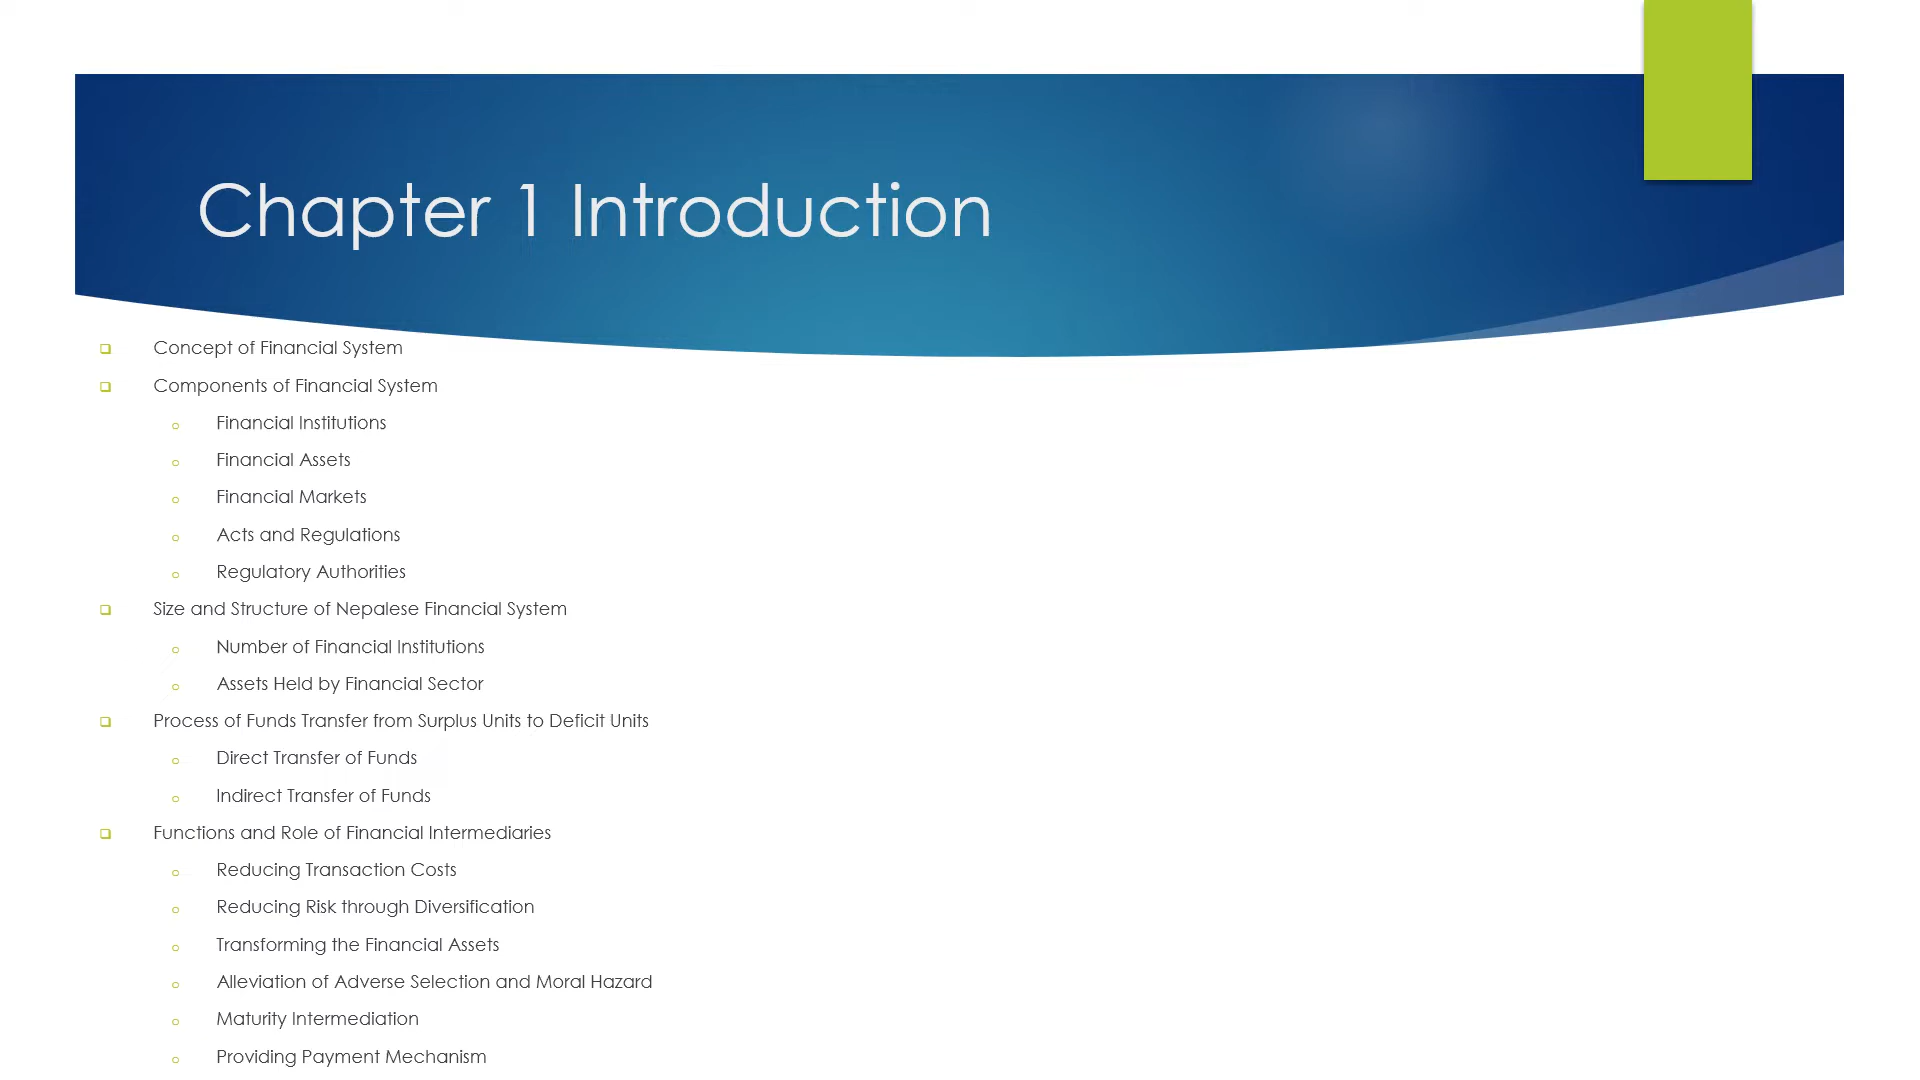 Chapter 1 Introduction
Concept of Financial System
Components of Financial System
Financial Institutions
Financial Assets
Financial Markets
Acts and Regulations
Regulatory Authorities
Size and Structure of Nepalese Financial System
Number of Financial Institutions
Assets Held by Financial Sector
Process of Funds Transfer from Surplus Units to Deficit Units
Direct Transfer of Funds
Indirect Transfer of Funds
Functions and Role of Financial Intermediaries
Reducing Transaction Costs
Reducing Risk through Diversification
Transforming the Financial Assets
Alleviation of Adverse Selection and Moral Hazard
Maturity Intermediation
Providing Payment Mechanism